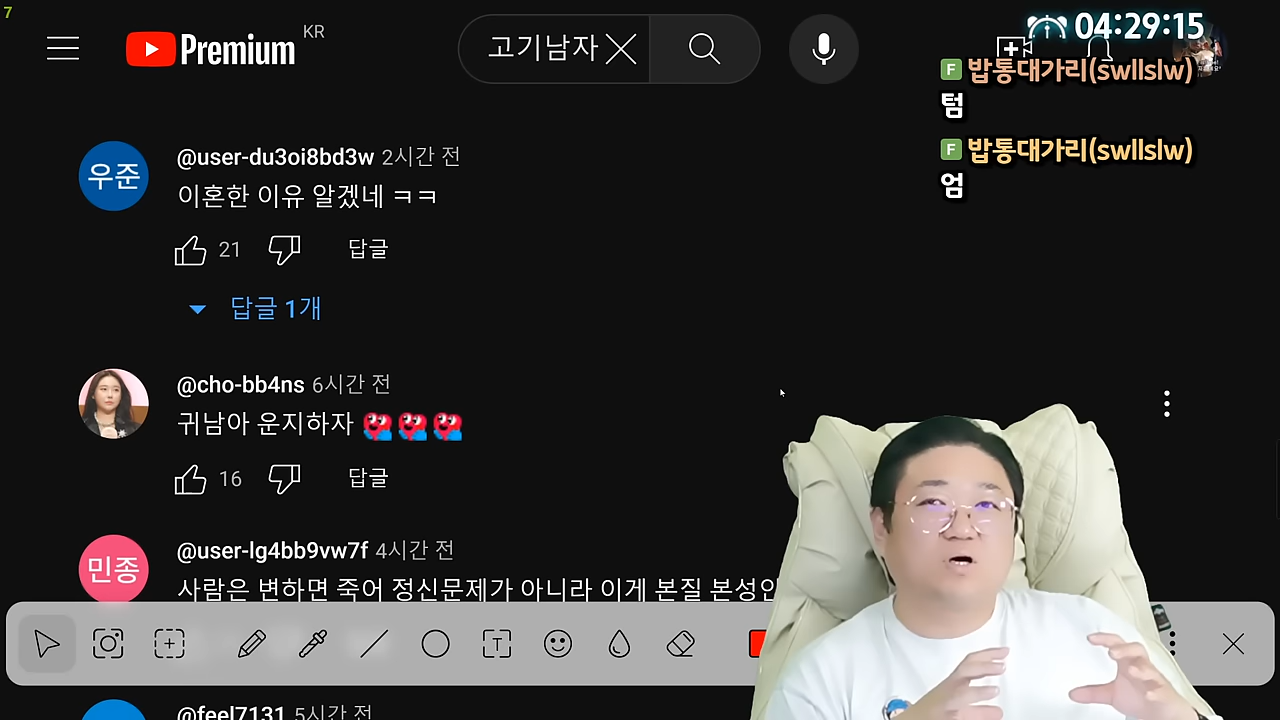 7
Premium KR
고기남자
04:29:15
F 밥통대가리(swllslw)
텀
F 밥통대가리(swllslw)
엄
우준
@user-du3oi8bd3w 2시간 전
이혼한 이유 알겠네 ㅋㅋ
21 답글
답글 1개
@cho-bb4ns 6시간 전
귀남아 운지하자
16 답글
민종
@user-lg4bb9vw7f 4시간 전
사람은 변하면 죽어 정신문제가 아니라 이게 본질 본성인
T
@feel7131 5시간 전